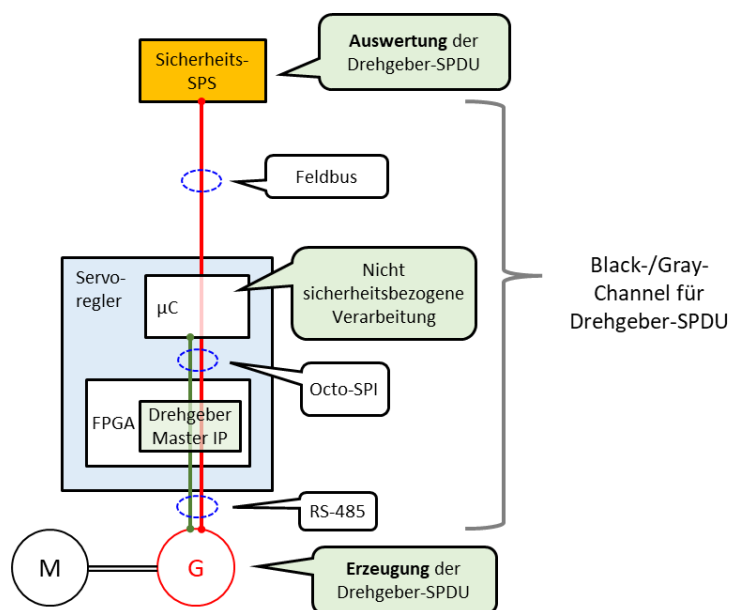 Auswertung der
Drehgeber-SPDU
Sicherheits-
SPS
Feldbus
Servo-
regler
µC
Nicht
sicherheitsbezogene
Verarbeitung
Black-/Gray-
Channel für
Drehgeber-SPDU
Octo-SPI
FPGA
Drehgeber
Master IP
RS-485
M
G
Erzeugung der
Drehgeber-SPDU